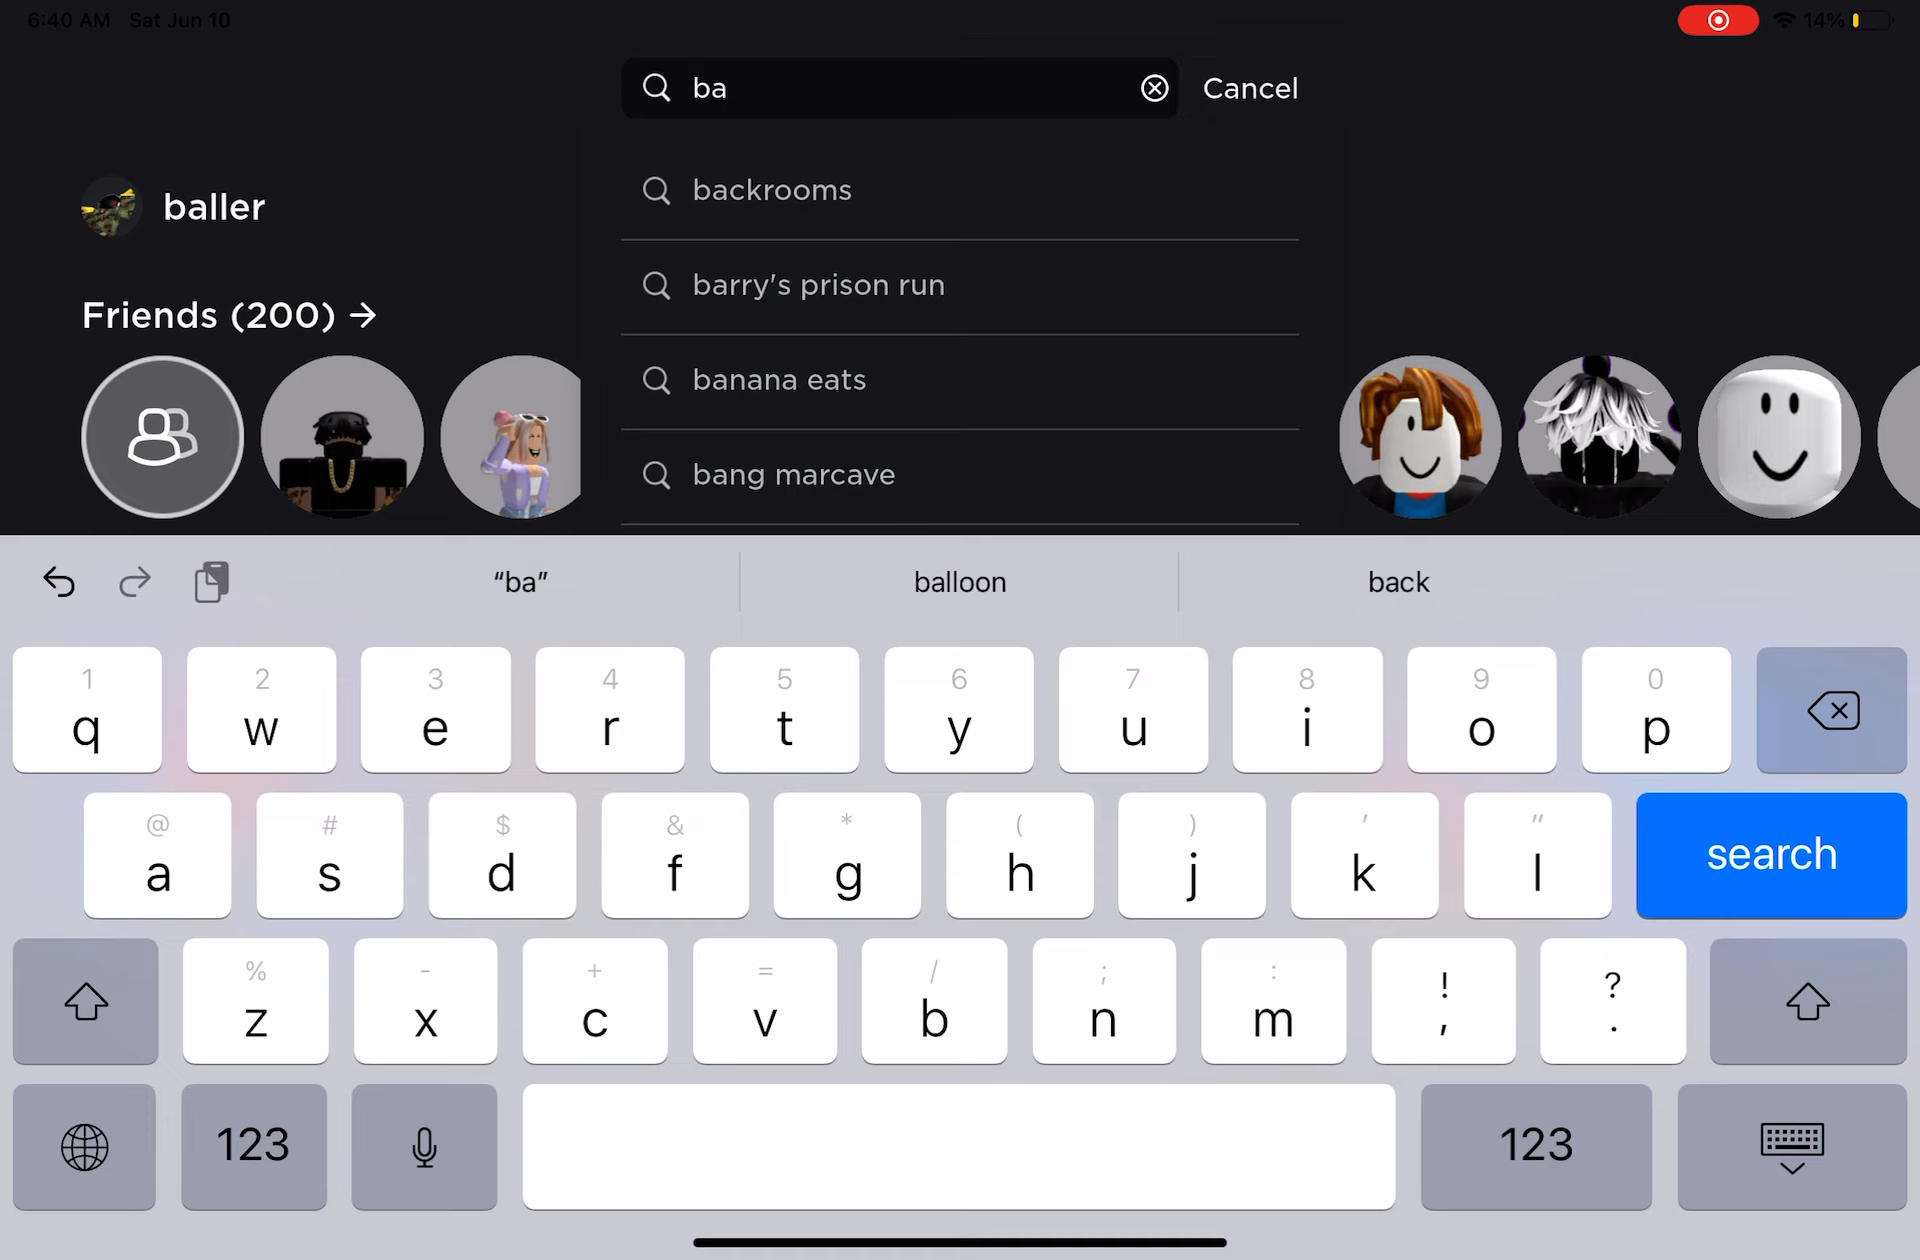 6:40 AM Sat Jun 10
14%
ba
Cancel
backrooms
baller
barry's prison run
Friends (200) →
banana eats
bang marcave
“ba” balloon back
1 2 3 4 5 6 7 8 9 0
q w e r t y u i o p
@ # $ & * ( ) ' "
a s d f g h j k l search
% - + = / ; : ! ?
z x c v b n m , .
123 123